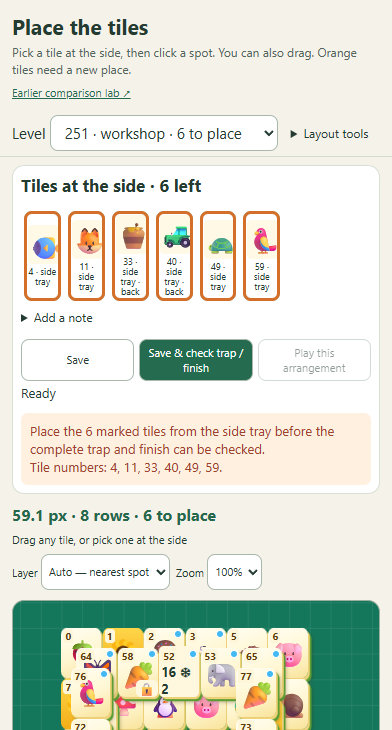 Place the tiles
Pick a tile at the side, then click a spot. You can also drag. Orange
tiles need a new place.
Earlier comparison lab ↗
Level 251 · workshop · 6 to place
▶ Layout tools
Tiles at the side · 6 left
4 · side
tray
11 ·
side
tray
33 ·
side
tray ·
back
40 ·
side
tray ·
back
49 ·
side
tray
59 ·
side
tray
▶ Add a note
Save
Save & check trap /
finish
Play this
arrangement
Ready
Place the 6 marked tiles from the side tray before the
complete trap and finish can be checked.
Tile numbers: 4, 11, 33, 40, 49, 59.
59.1 px · 8 rows · 6 to place
Drag any tile, or pick one at the side
Layer Auto — nearest spot Zoom 100%
0 1 2 3 5 6
64 58 52 53 65
16 ❄
2
76 77
7
72 73